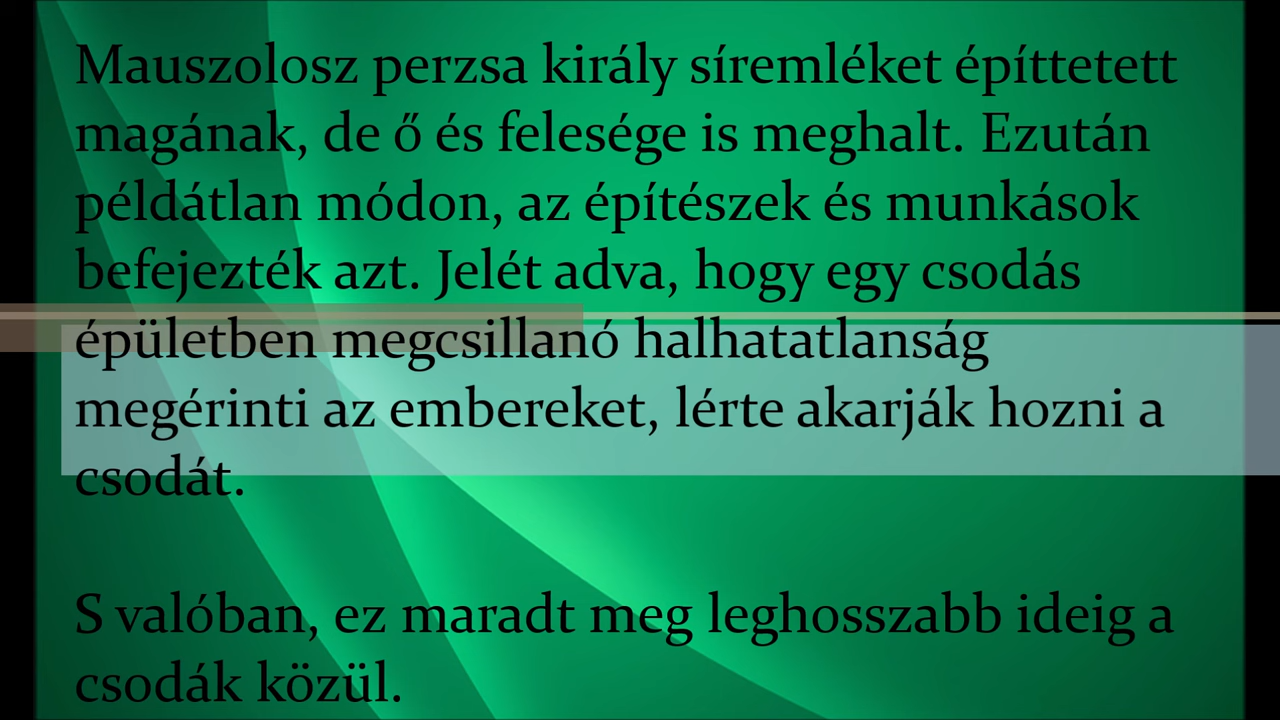 Mauszolosz perzsa király síremléket építtetett
magának, de ő és felesége is meghalt. Ezután
példátlan módon, az építészek és munkások
befejezték azt. Jelét adva, hogy egy csodás
épületben megcsillanó halhatatlanság
megérinti az embereket, lérte akarják hozni a
csodát.
S valóban, ez maradt meg leghosszabb ideig a
csodák közül.